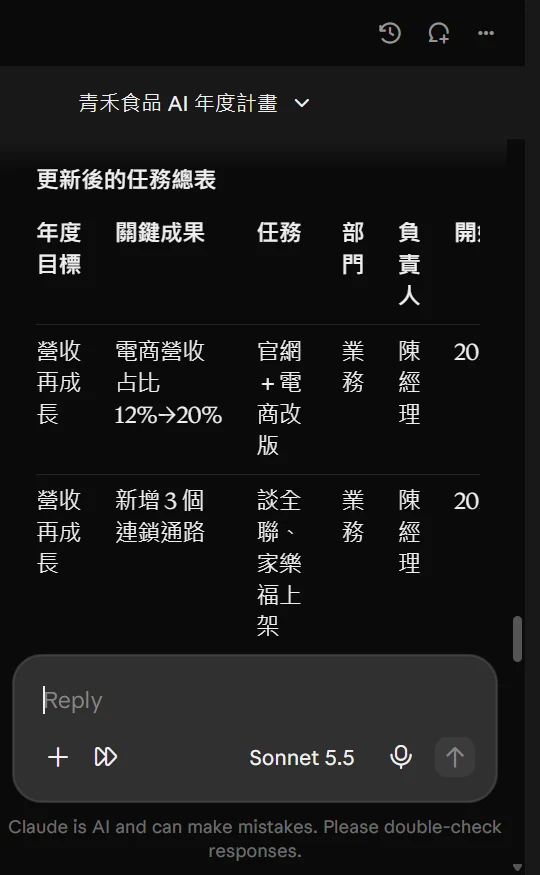 青禾食品 AI 年度計畫
更新後的任務總表
年度
目標
關鍵成果
任務
部
門
負
責
人
開
營收
再成
長
電商營收
占比
12%→20%
官網
+電
商改
版
業
務
陳
經
理
20
營收
再成
長
新增 3 個
連鎖通路
談全
聯、
家樂
福上
架
業
務
陳
經
理
20
Reply
Sonnet 5.5
Claude is AI and can make mistakes. Please double-check
responses.